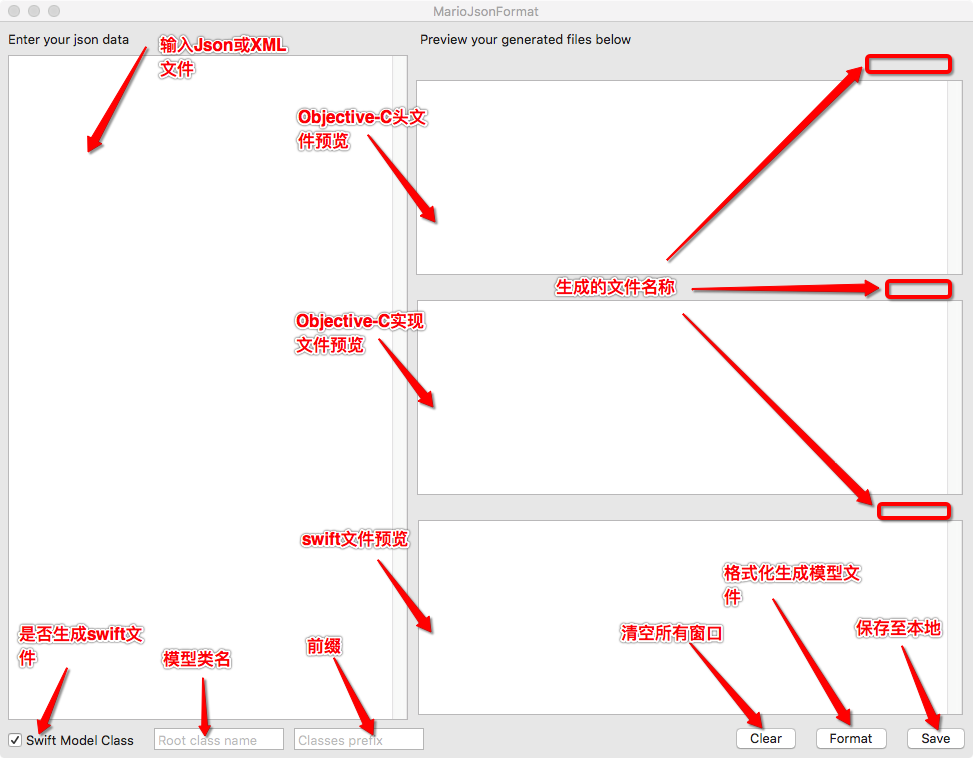 MarioJsonFormat
Enter your json data
Preview your generated files below
输入Json或XML
文件
Objective-C头文
件预览
生成的文件名称
Objective-C实现
文件预览
swift文件预览
格式化生成模型文
件
是否生成swift文
件
模型类名
前缀
清空所有窗口
保存至本地
Swift Model Class
Root class name
Classes prefix
Clear
Format
Save